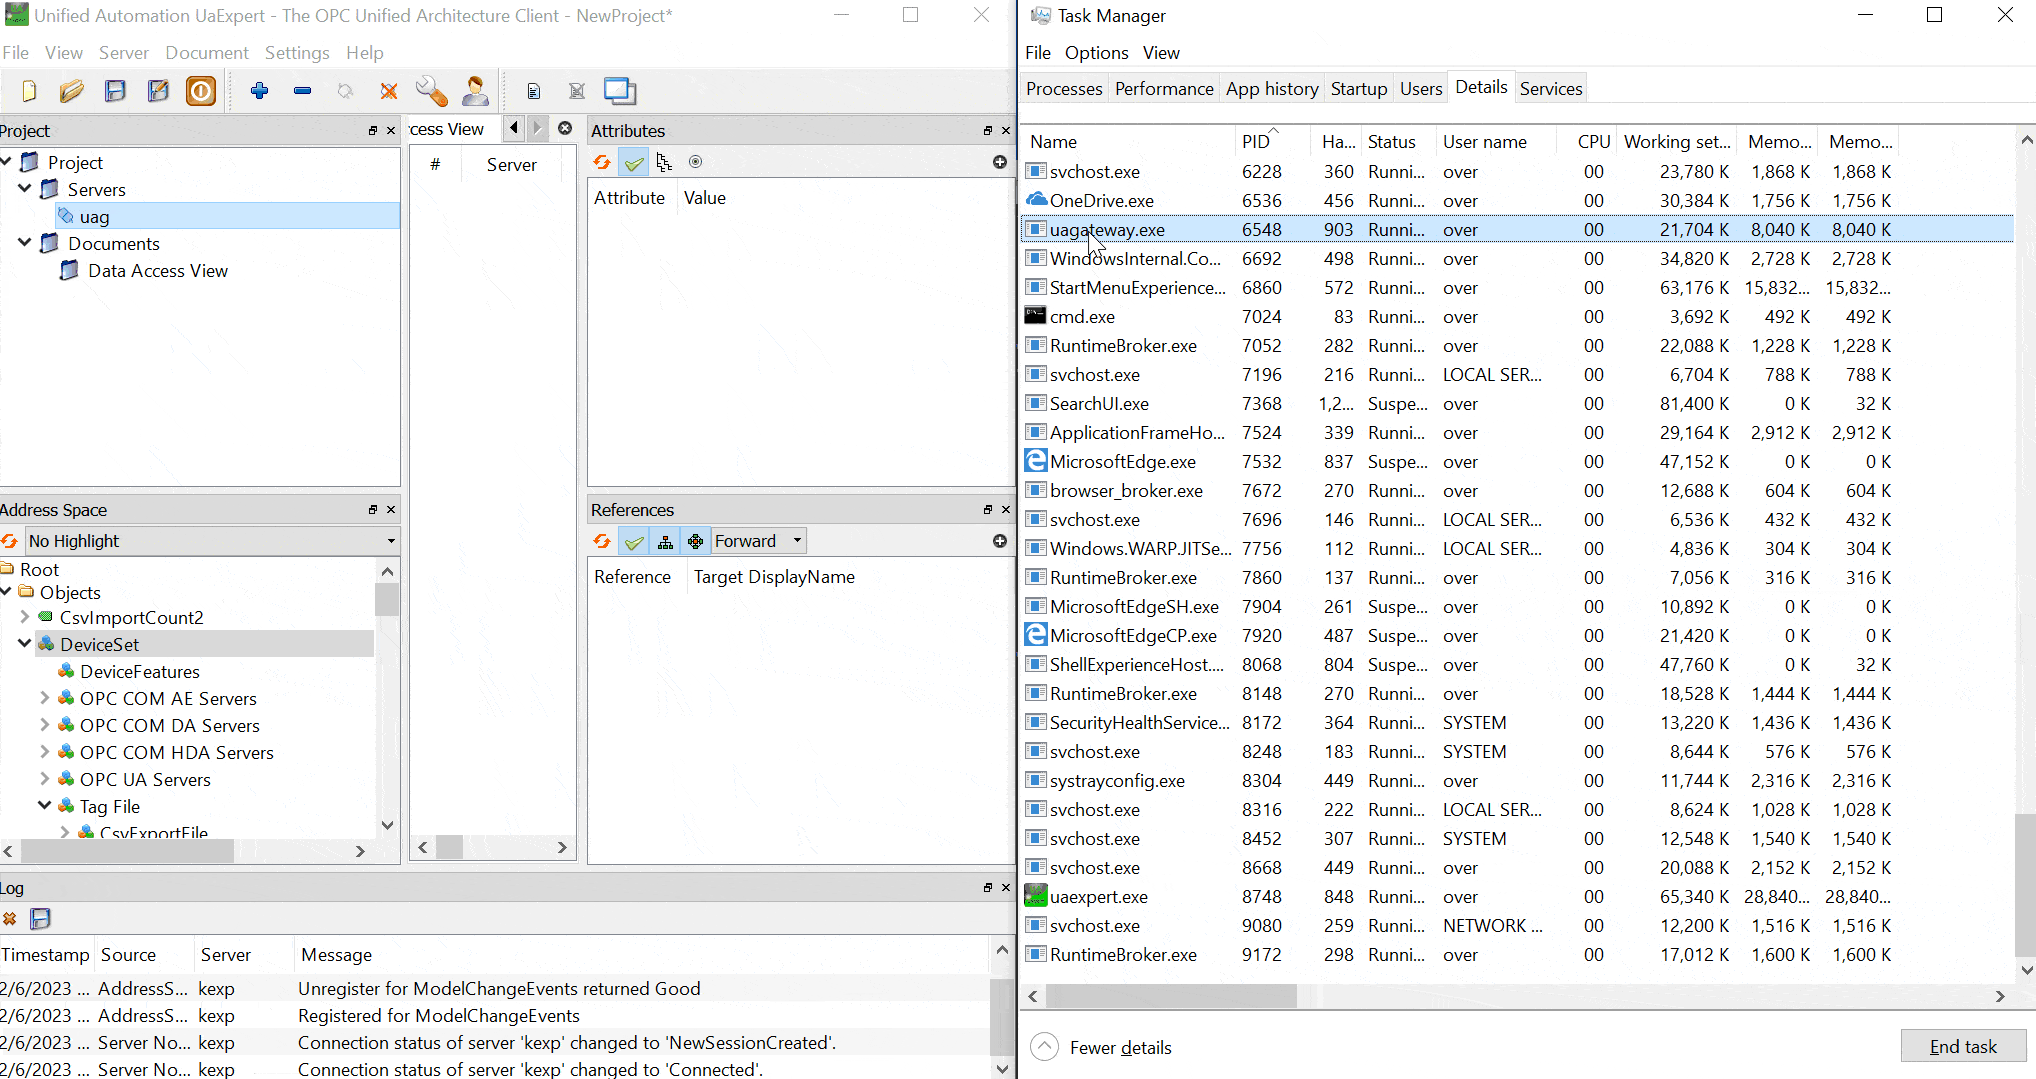 Unified Automation UaExpert - The OPC Unified Architecture Client - NewProject*
File View Server Document Settings Help
Project
Project
Servers
uag
Documents
Data Access View
Address Space
No Highlight
Root
Objects
CsvImportCount2
DeviceSet
DeviceFeatures
OPC COM AE Servers
OPC COM DA Servers
OPC COM HDA Servers
OPC UA Servers
Tag File
CsvExportFile
cess View
# Server
Attributes
Attribute Value
References
Forward
Reference Target DisplayName
Log
Timestamp Source Server Message
2/6/2023 ... AddressS... kexp Unregister for ModelChangeEvents returned Good
2/6/2023 ... AddressS... kexp Registered for ModelChangeEvents
2/6/2023 ... Server No... kexp Connection status of server 'kexp' changed to 'NewSessionCreated'.
2/6/2023 ... Server No... kexp Connection status of server 'kexp' changed to 'Connected'.
Task Manager
File Options View
Processes Performance App history Startup Users Details Services
Name PID Ha... Status User name CPU Working set... Memo... Memo...
svchost.exe 6228 360 Runni... over 00 23,780 K 1,868 K 1,868 K
OneDrive.exe 6536 456 Runni... over 00 30,384 K 1,756 K 1,756 K
uagateway.exe 6548 903 Runni... over 00 21,704 K 8,040 K 8,040 K
WindowsInternal.Co... 6692 498 Runni... over 00 34,820 K 2,728 K 2,728 K
StartMenuExperience... 6860 572 Runni... over 00 63,176 K 15,832... 15,832...
cmd.exe 7024 83 Runni... over 00 3,692 K 492 K 492 K
RuntimeBroker.exe 7052 282 Runni... over 00 22,088 K 1,228 K 1,228 K
svchost.exe 7196 216 Runni... LOCAL SER... 00 6,704 K 788 K 788 K
SearchUI.exe 7368 1,2... Suspe... over 00 81,400 K 0 K 32 K
ApplicationFrameHo... 7524 339 Runni... over 00 29,164 K 2,912 K 2,912 K
MicrosoftEdge.exe 7532 837 Suspe... over 00 47,152 K 0 K 0 K
browser_broker.exe 7672 270 Runni... over 00 12,688 K 604 K 604 K
svchost.exe 7696 146 Runni... LOCAL SER... 00 6,536 K 432 K 432 K
Windows.WARP.JITSe... 7756 112 Runni... LOCAL SER... 00 4,836 K 304 K 304 K
RuntimeBroker.exe 7860 137 Runni... over 00 7,056 K 316 K 316 K
MicrosoftEdgeSH.exe 7904 261 Suspe... over 00 10,892 K 0 K 0 K
MicrosoftEdgeCP.exe 7920 487 Suspe... over 00 21,420 K 0 K 0 K
ShellExperienceHost.... 8068 804 Suspe... over 00 47,760 K 0 K 32 K
RuntimeBroker.exe 8148 270 Runni... over 00 18,528 K 1,444 K 1,444 K
SecurityHealthService... 8172 364 Runni... SYSTEM 00 13,220 K 1,436 K 1,436 K
svchost.exe 8248 183 Runni... SYSTEM 00 8,644 K 576 K 576 K
systrayconfig.exe 8304 449 Runni... over 00 11,744 K 2,316 K 2,316 K
svchost.exe 8316 222 Runni... LOCAL SER... 00 8,624 K 1,028 K 1,028 K
svchost.exe 8452 307 Runni... SYSTEM 00 12,548 K 1,540 K 1,540 K
svchost.exe 8668 449 Runni... over 00 20,088 K 2,152 K 2,152 K
uaexpert.exe 8748 848 Runni... over 00 65,340 K 28,840... 28,840...
svchost.exe 9080 259 Runni... NETWORK ... 00 12,200 K 1,516 K 1,516 K
RuntimeBroker.exe 9172 298 Runni... over 00 17,012 K 1,600 K 1,600 K
Fewer details
End task